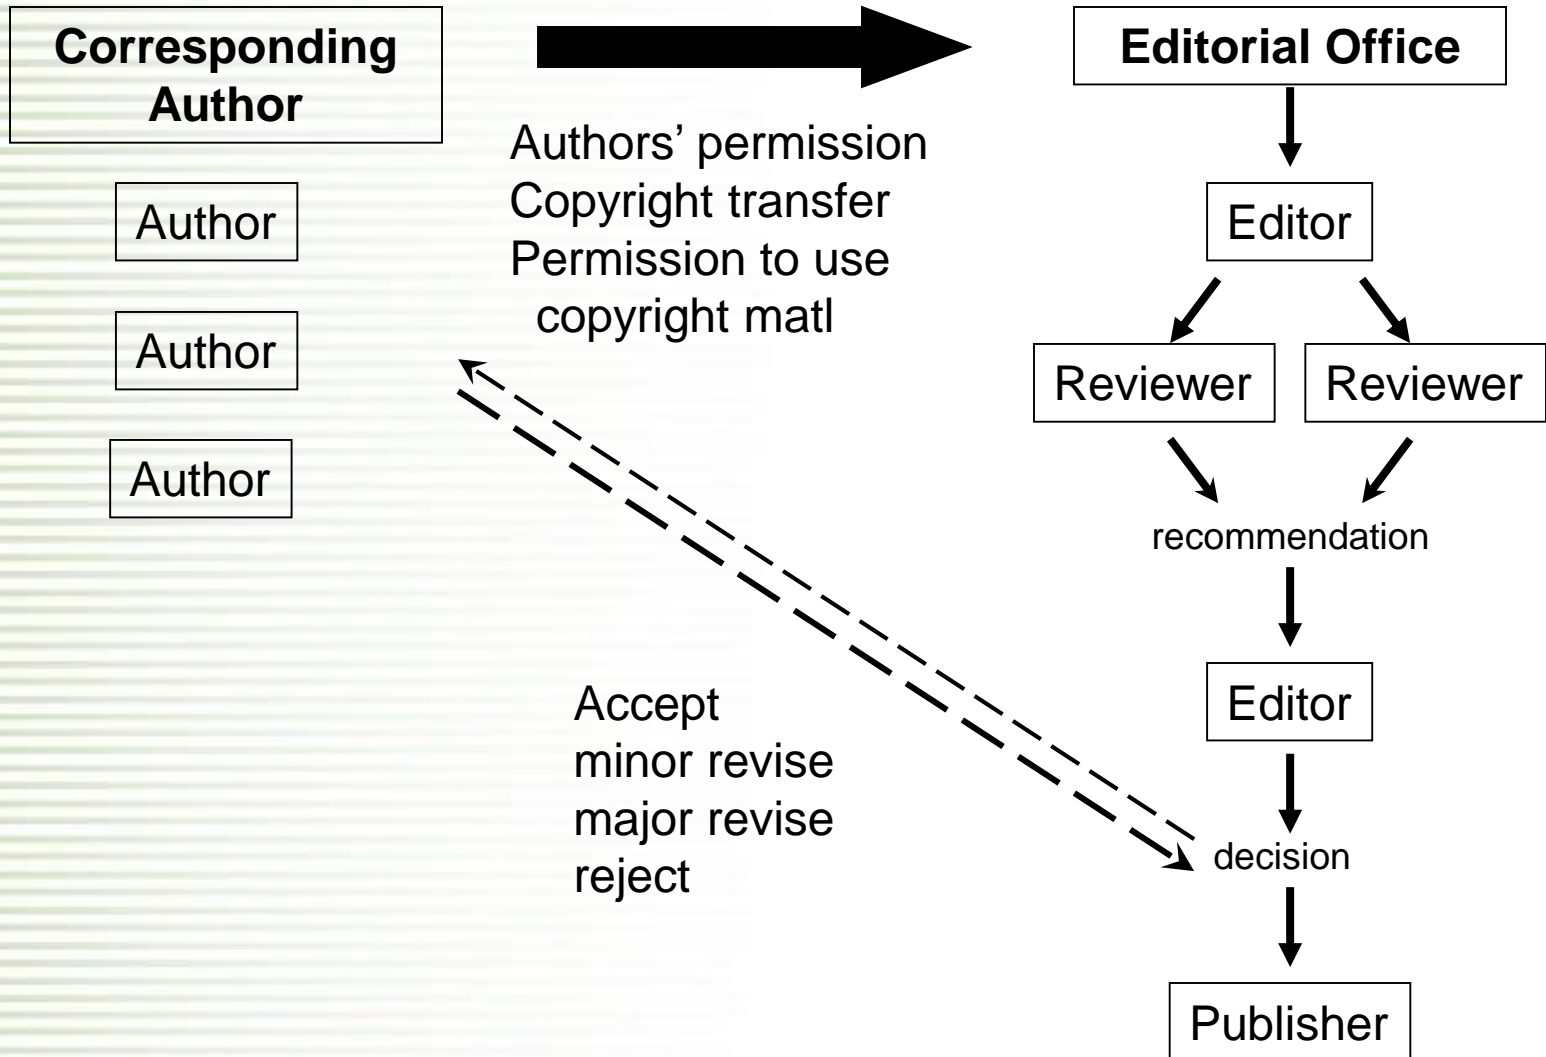 Corresponding
Author
Author
Author
Author
Authors’ permission
Copyright transfer
Permission to use
copyright matl
Accept
minor revise
major revise
reject
Editorial Office
Editor
Reviewer
Reviewer
recommendation
Editor
decision
Publisher